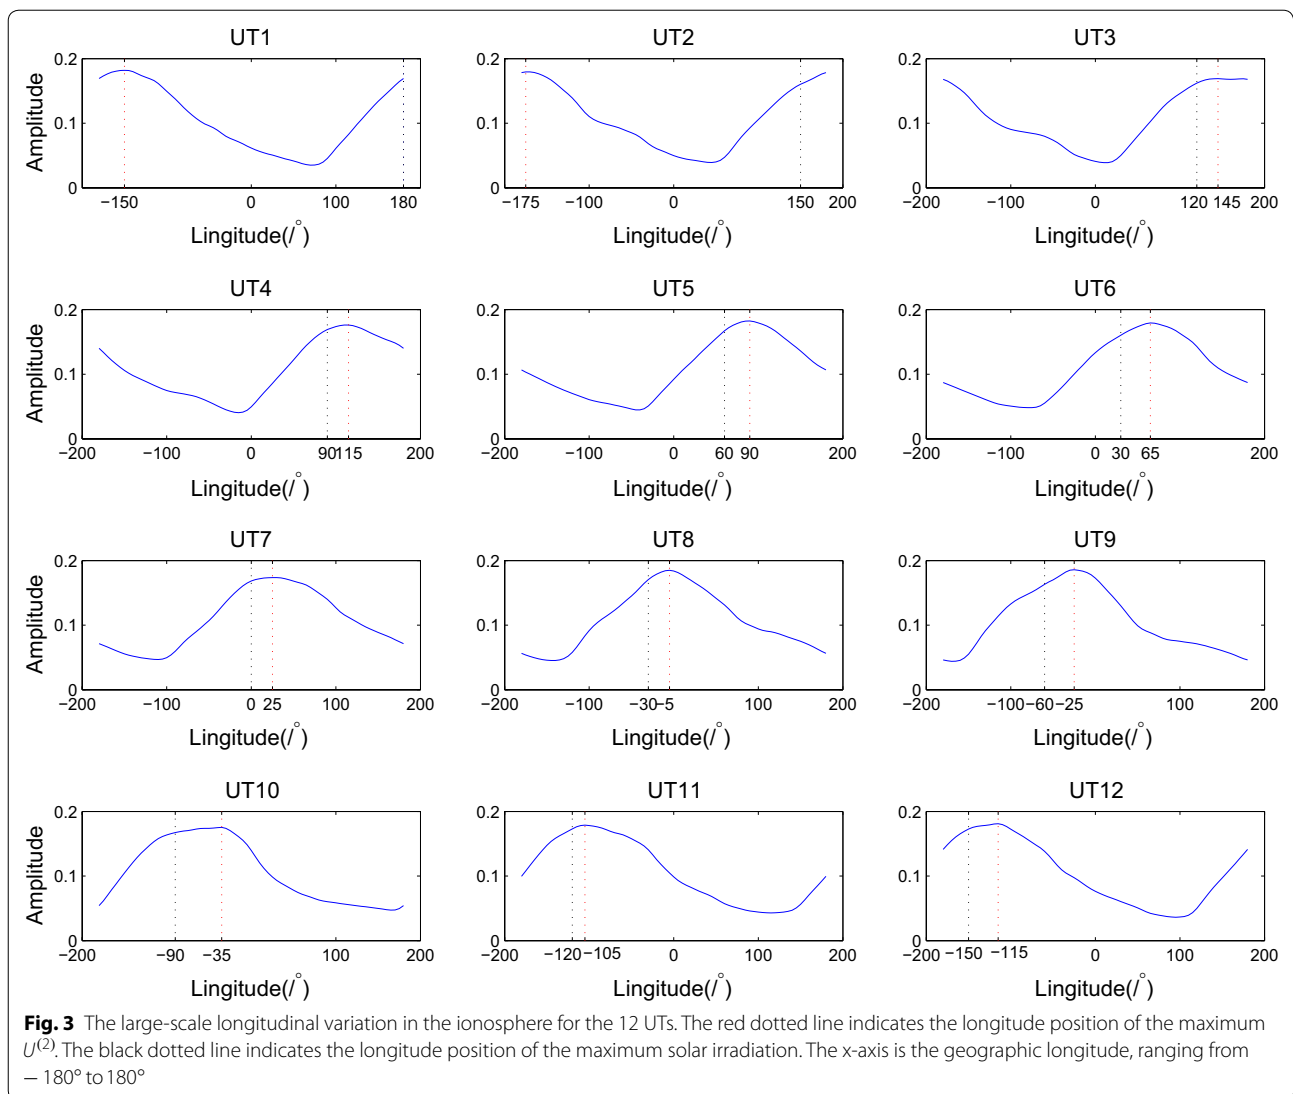 UT1 UT2 UT3
0.2 0.2 0.2
Amplitude
0.1 0.1 0.1
0 0 0
−150 0 100 180 −175 −100 0 150 200 −200 −100 0 120 145 200
Lingitude(/°) Lingitude(/°) Lingitude(/°)
UT4 UT5 UT6
0.2 0.2 0.2
Amplitude
0.1 0.1 0.1
0 0 0
−200 −100 0 90 115 200 −200 −100 0 60 90 200 −200 −100 0 30 65 200
Lingitude(/°) Lingitude(/°) Lingitude(/°)
UT7 UT8 UT9
0.2 0.2 0.2
Amplitude
0.1 0.1 0.1
0 0 0
−200 −100 0 25 100 200 −200 −100 −30 −5 100 200 −200 −100 −60 −25 100 200
Lingitude(/°) Lingitude(/°) Lingitude(/°)
UT10 UT11 UT12
0.2 0.2 0.2
Amplitude
0.1 0.1 0.1
0 0 0
−200 −90 −35 100 200 −200 −120 −105 0 100 200 −200 −150 −115 0 100 200
Lingitude(/°) Lingitude(/°) Lingitude(/°)
Fig. 3 The large-scale longitudinal variation in the ionosphere for the 12 UTs. The red dotted line indicates the longitude position of the maximum
U(2). The black dotted line indicates the longitude position of the maximum solar irradiation. The x-axis is the geographic longitude, ranging from
− 180° to 180°